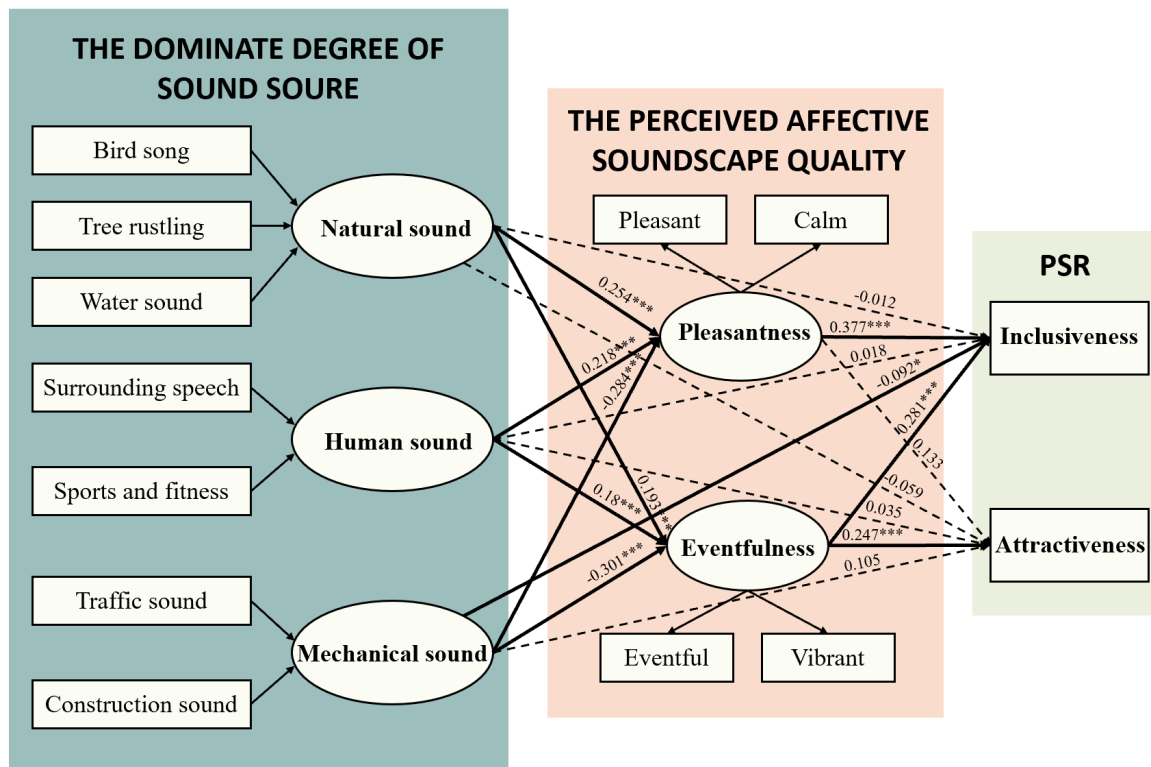 THE DOMINATE DEGREE OF
SOUND SOURE
Bird song
Tree rustling
Water sound
Surrounding speech
Sports and fitness
Traffic sound
Construction sound
Natural sound
Human sound
Mechanical sound
0.254***
0.218***
-0.284***
0.193***
0.18***
-0.301***
THE PERCEIVED AFFECTIVE
SOUNDSCAPE QUALITY
Pleasant
Calm
Pleasantness
Eventfulness
Eventful
Vibrant
-0.012
0.377***
0.018
-0.092*
0.281***
0.133
-0.059
0.035
0.247***
0.105
PSR
Inclusiveness
Attractiveness